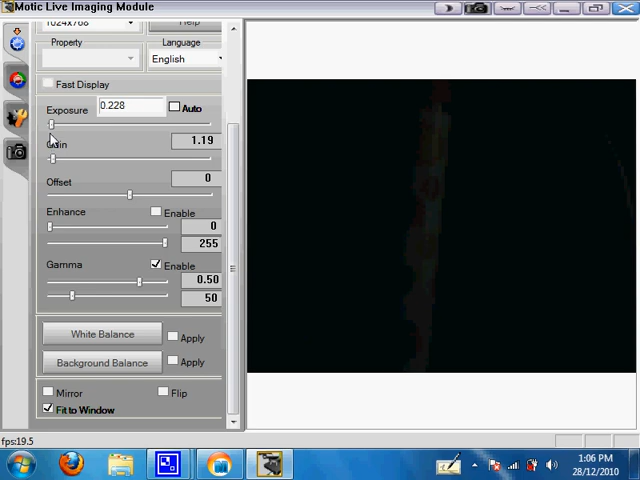 Motic Live Imaging Module
1024x768
Help
Property
Language
English
Fast Display
Exposure
0.228
Auto
Gain
1.19
Offset
0
Enhance
Enable
0
255
Gamma
Enable
0.50
50
White Balance
Apply
Background Balance
Apply
Mirror
Flip
Fit to Window
fps:19.5
1:06 PM
28/12/2010